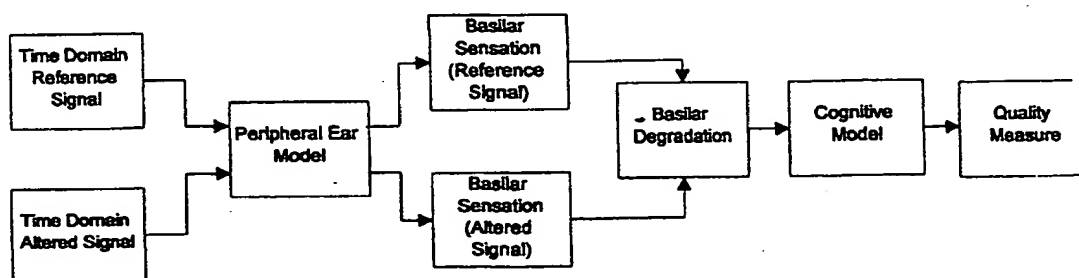 Time Domain
Reference
Signal
Time Domain
Altered Signal
Peripheral Ear
Model
Basilar
Sensation
(Reference
Signal)
Basilar
Sensation
(Altered
Signal)
Basilar
Degradation
Cognitive
Model
Quality
Measure